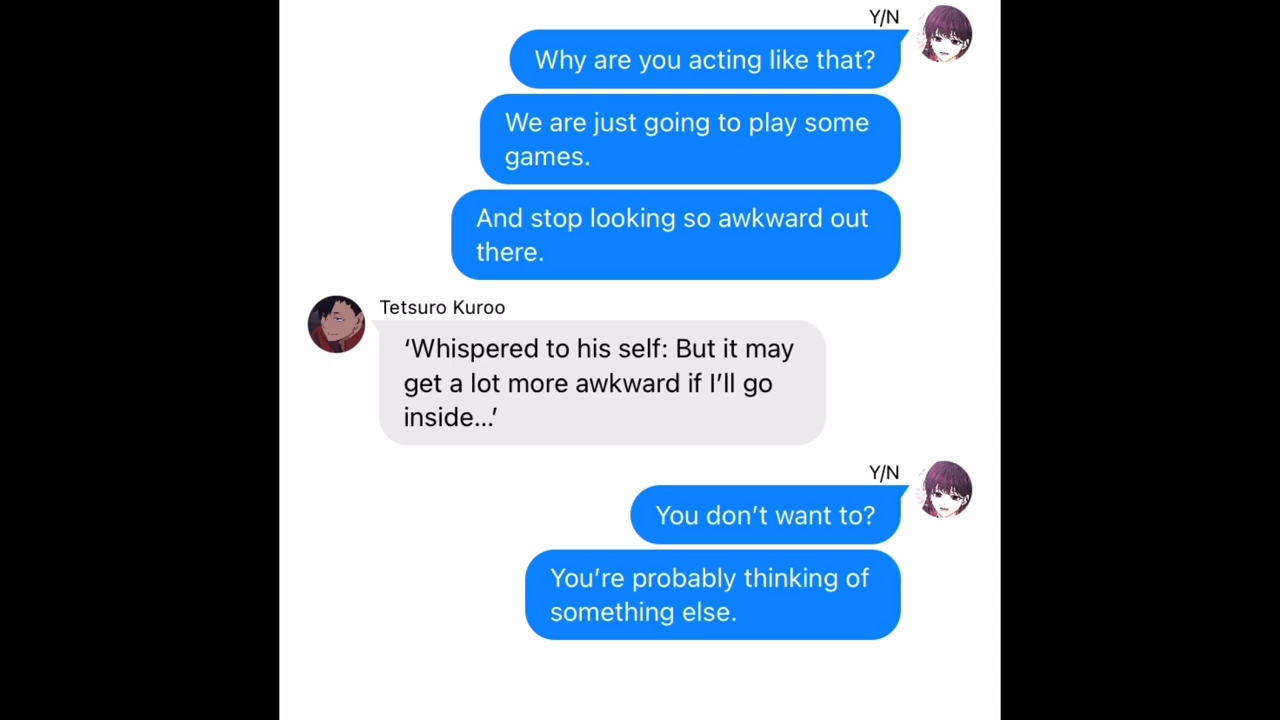 Y/N
Why are you acting like that?
We are just going to play some
games.
And stop looking so awkward out
there.
Tetsuro Kuroo
‘Whispered to his self: But it may
get a lot more awkward if I’ll go
inside...’
Y/N
You don’t want to?
You’re probably thinking of
something else.